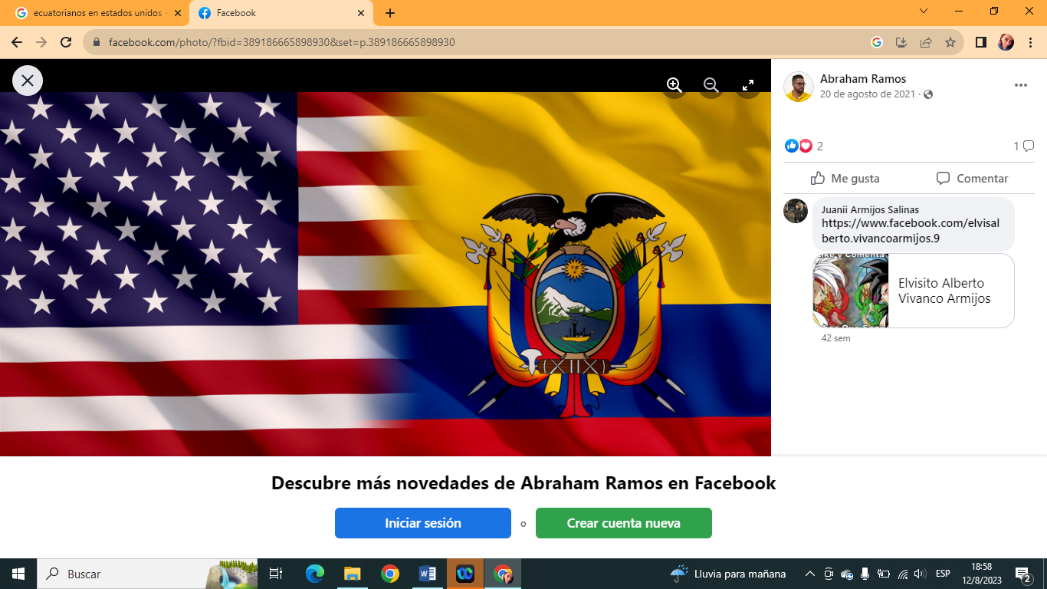 ecuatorianos en estados unidos -
Facebook
facebook.com/photo/?fbid=389186665898930&set=p.389186665898930
Abraham Ramos
20 de agosto de 2021 ·
2
1
Me gusta
Comentar
Juanii Armijos Salinas
https://www.facebook.com/elvisal
berto.vivancoarmijos.9
Elvisito Alberto
Vivanco Armijos
42 sem
Descubre más novedades de Abraham Ramos en Facebook
Iniciar sesión
o
Crear cuenta nueva
Buscar
Lluvia para mañana
ESP
18:58
12/8/2023
2